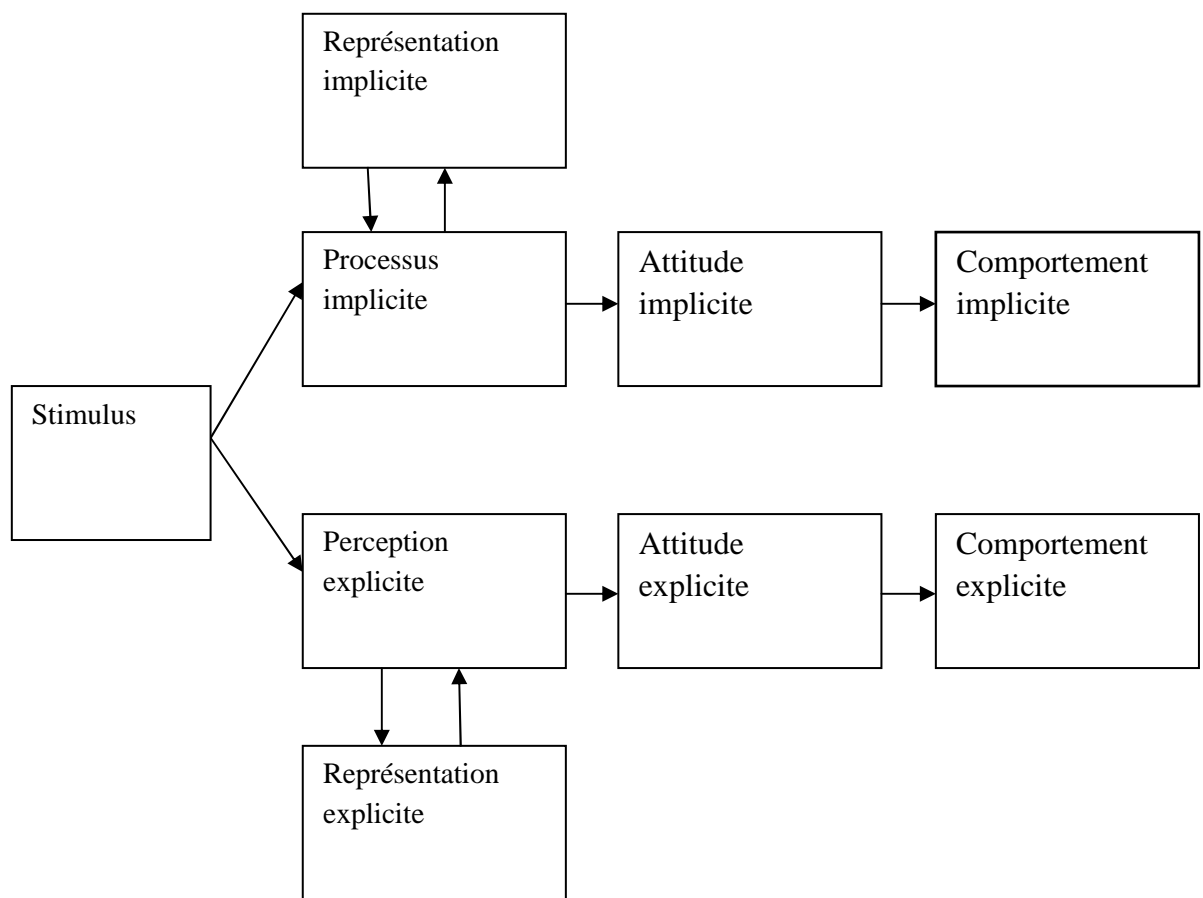 Représentation
implicite
Processus
implicite
Attitude
implicite
Comportement
implicite
Stimulus
Perception
explicite
Attitude
explicite
Comportement
explicite
Représentation
explicite